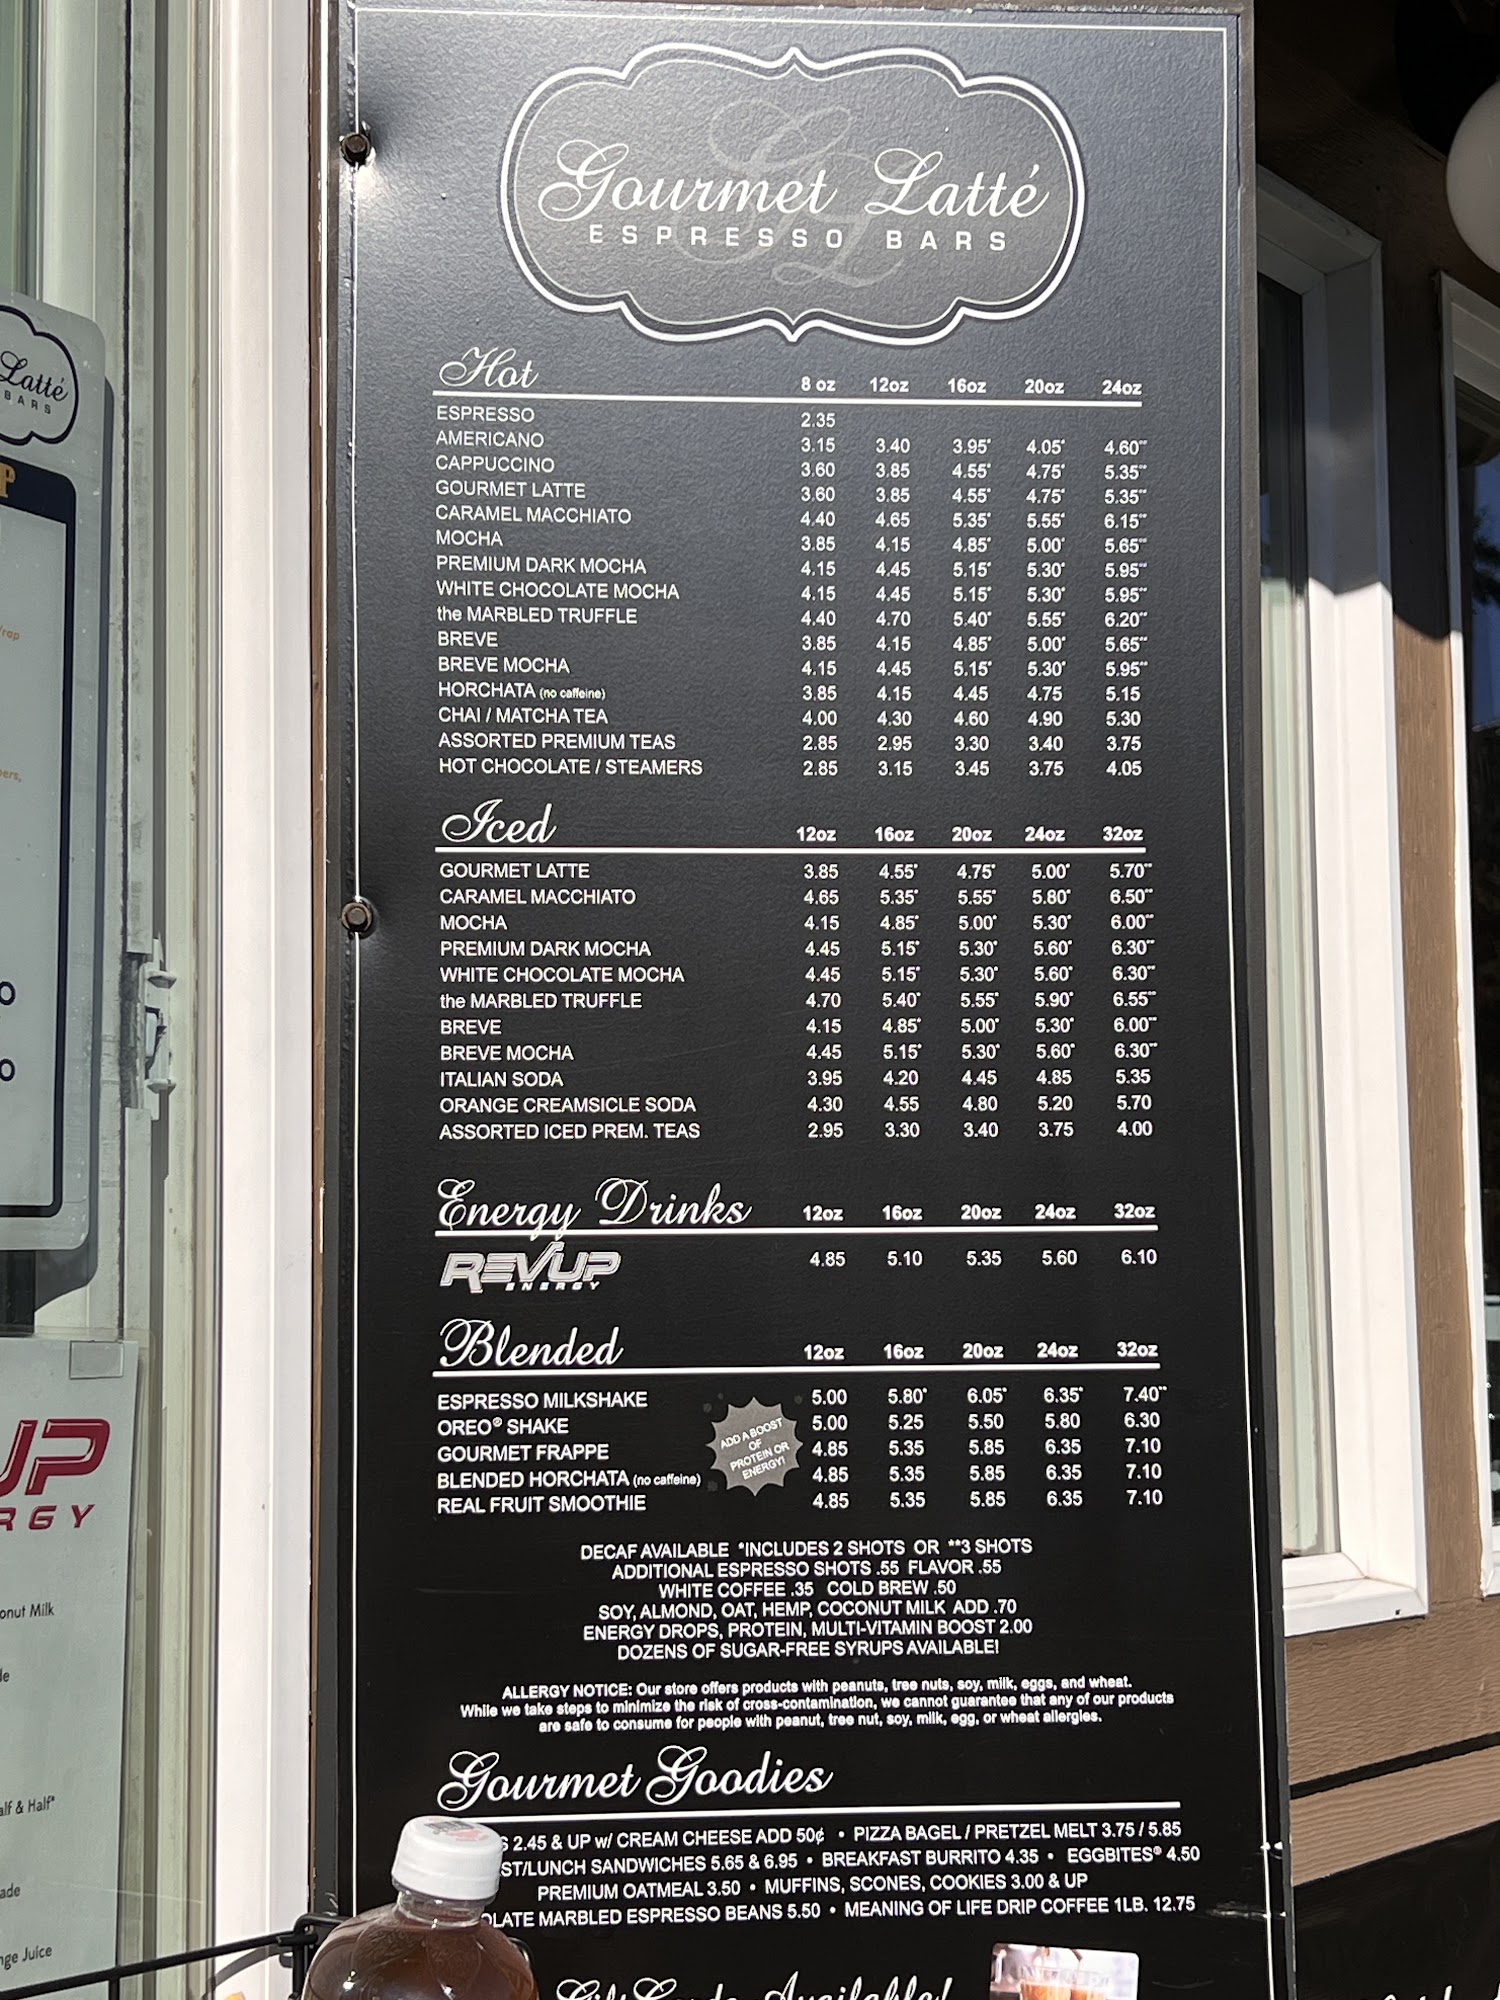 Gourmet Latté
ESPRESSO BARS
Hot 8 oz 12oz 16oz 20oz 24oz
ESPRESSO 2.35
AMERICANO 3.15 3.40 3.95* 4.05* 4.60**
CAPPUCCINO 3.60 3.85 4.55* 4.75* 5.35**
GOURMET LATTE 3.60 3.85 4.55* 4.75* 5.35**
CARAMEL MACCHIATO 4.40 4.65 5.35* 5.55* 6.15**
MOCHA 3.85 4.15 4.85* 5.00* 5.65**
PREMIUM DARK MOCHA 4.15 4.45 5.15* 5.30* 5.95**
WHITE CHOCOLATE MOCHA 4.15 4.45 5.15* 5.30* 5.95**
the MARBLED TRUFFLE 4.40 4.70 5.40* 5.55* 6.20**
BREVE 3.85 4.15 4.85* 5.00* 5.65**
BREVE MOCHA 4.15 4.45 5.15* 5.30* 5.95**
HORCHATA (no caffeine) 3.85 4.15 4.45 4.75 5.15
CHAI / MATCHA TEA 4.00 4.30 4.60 4.90 5.30
ASSORTED PREMIUM TEAS 2.85 2.95 3.30 3.40 3.75
HOT CHOCOLATE / STEAMERS 2.85 3.15 3.45 3.75 4.05
Iced 12oz 16oz 20oz 24oz 32oz
GOURMET LATTE 3.85 4.55* 4.75* 5.00* 5.70**
CARAMEL MACCHIATO 4.65 5.35* 5.55* 5.80* 6.50**
MOCHA 4.15 4.85* 5.00* 5.30* 6.00**
PREMIUM DARK MOCHA 4.45 5.15* 5.30* 5.60* 6.30**
WHITE CHOCOLATE MOCHA 4.45 5.15* 5.30* 5.60* 6.30**
the MARBLED TRUFFLE 4.70 5.40* 5.55* 5.90* 6.55**
BREVE 4.15 4.85* 5.00* 5.30* 6.00**
BREVE MOCHA 4.45 5.15* 5.30* 5.60* 6.30**
ITALIAN SODA 3.95 4.20 4.45 4.85 5.35
ORANGE CREAMSICLE SODA 4.30 4.55 4.80 5.20 5.70
ASSORTED ICED PREM. TEAS 2.95 3.30 3.40 3.75 4.00
Energy Drinks 12oz 16oz 20oz 24oz 32oz
REVUP ENERGY 4.85 5.10 5.35 5.60 6.10
Blended 12oz 16oz 20oz 24oz 32oz
ESPRESSO MILKSHAKE 5.00 5.80* 6.05* 6.35* 7.40**
OREO® SHAKE 5.00 5.25 5.50 5.80 6.30
GOURMET FRAPPE 4.85 5.35 5.85 6.35 7.10
BLENDED HORCHATA (no caffeine) 4.85 5.35 5.85 6.35 7.10
REAL FRUIT SMOOTHIE 4.85 5.35 5.85 6.35 7.10
ADD A BOOST
OF
PROTEIN OR
ENERGY!
DECAF AVAILABLE *INCLUDES 2 SHOTS OR **3 SHOTS
ADDITIONAL ESPRESSO SHOTS .55 FLAVOR .55
WHITE COFFEE .35 COLD BREW .50
SOY, ALMOND, OAT, HEMP, COCONUT MILK ADD .70
ENERGY DROPS, PROTEIN, MULTI-VITAMIN BOOST 2.00
DOZENS OF SUGAR-FREE SYRUPS AVAILABLE!
ALLERGY NOTICE: Our store offers products with peanuts, tree nuts, soy, milk, eggs, and wheat.
While we take steps to minimize the risk of cross-contamination, we cannot guarantee that any of our products
are safe to consume for people with peanut, tree nut, soy, milk, egg, or wheat allergies.
Gourmet Goodies
2.45 & UP w/ CREAM CHEESE ADD 50¢ • PIZZA BAGEL / PRETZEL MELT 3.75 / 5.85
ST/LUNCH SANDWICHES 5.65 & 6.95 • BREAKFAST BURRITO 4.35 • EGGBITES® 4.50
PREMIUM OATMEAL 3.50 • MUFFINS, SCONES, COOKIES 3.00 & UP
OLATE MARBLED ESPRESSO BEANS 5.50 • MEANING OF LIFE DRIP COFFEE 1LB. 12.75
Gift Cards Available!
Latté
BARS
P
UP
RGY
onut Milk
alf & Half*
ade
nge Juice